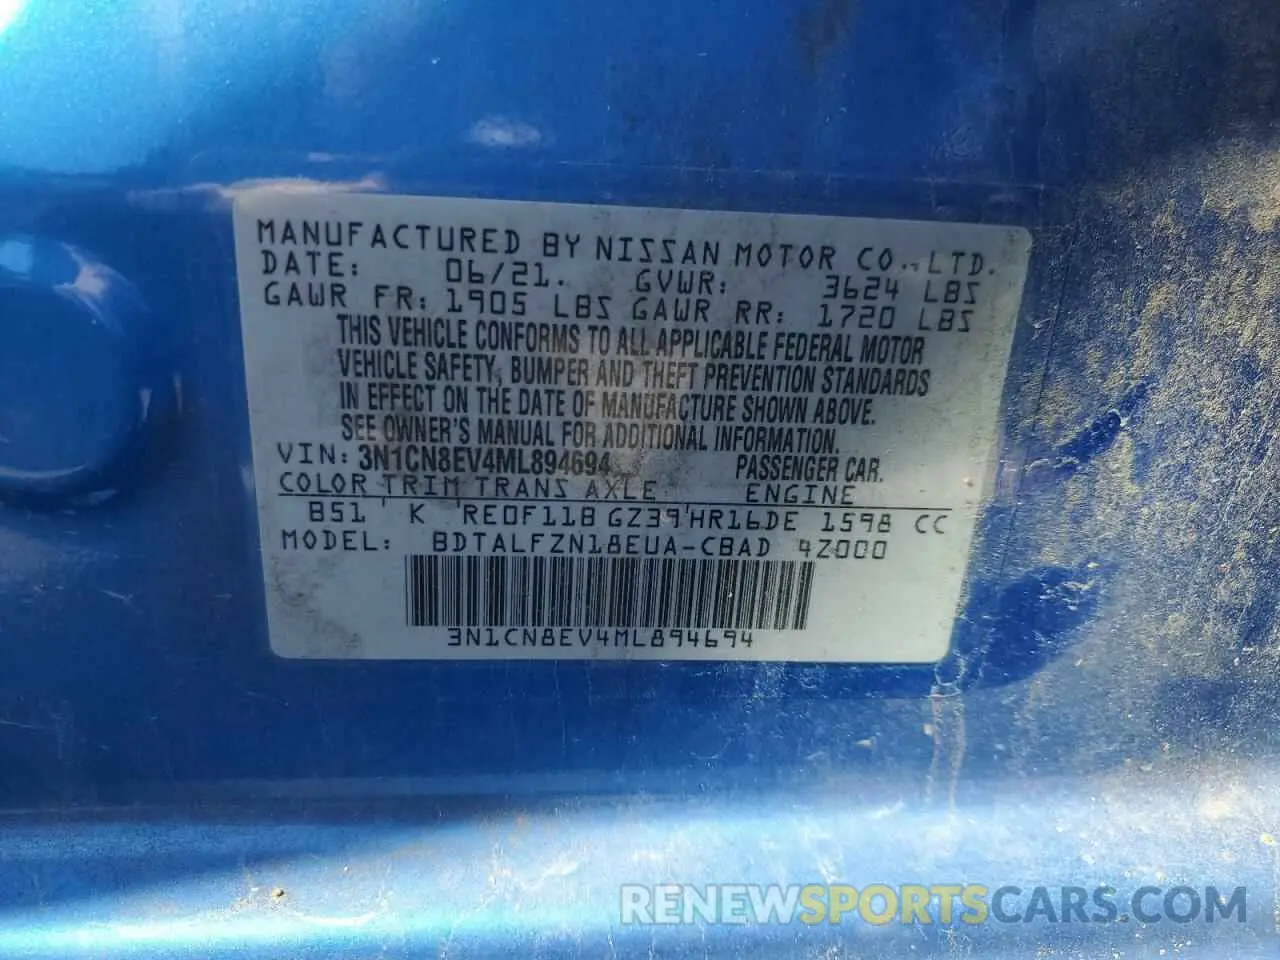 MANUFACTURED BY NISSAN MOTOR CO., LTD.
DATE: 06/21. GVWR: 3624 LBS
GAWR FR: 1905 LBS GAWR RR: 1720 LBS
THIS VEHICLE CONFORMS TO ALL APPLICABLE FEDERAL MOTOR
VEHICLE SAFETY, BUMPER AND THEFT PREVENTION STANDARDS
IN EFFECT ON THE DATE OF MANUFACTURE SHOWN ABOVE.
SEE OWNER'S MANUAL FOR ADDITIONAL INFORMATION.
VIN: 3N1CN8EV4ML894694 PASSENGER CAR.
COLOR TRIM TRANS AXLE ENGINE
B51 K RE0F11B GZ39 HR16DE 1598 CC
MODEL: BDTALFZN18EUA-CBAD 4Z000
3N1CN8EV4ML894694
RENEWSPORTSCARS.COM